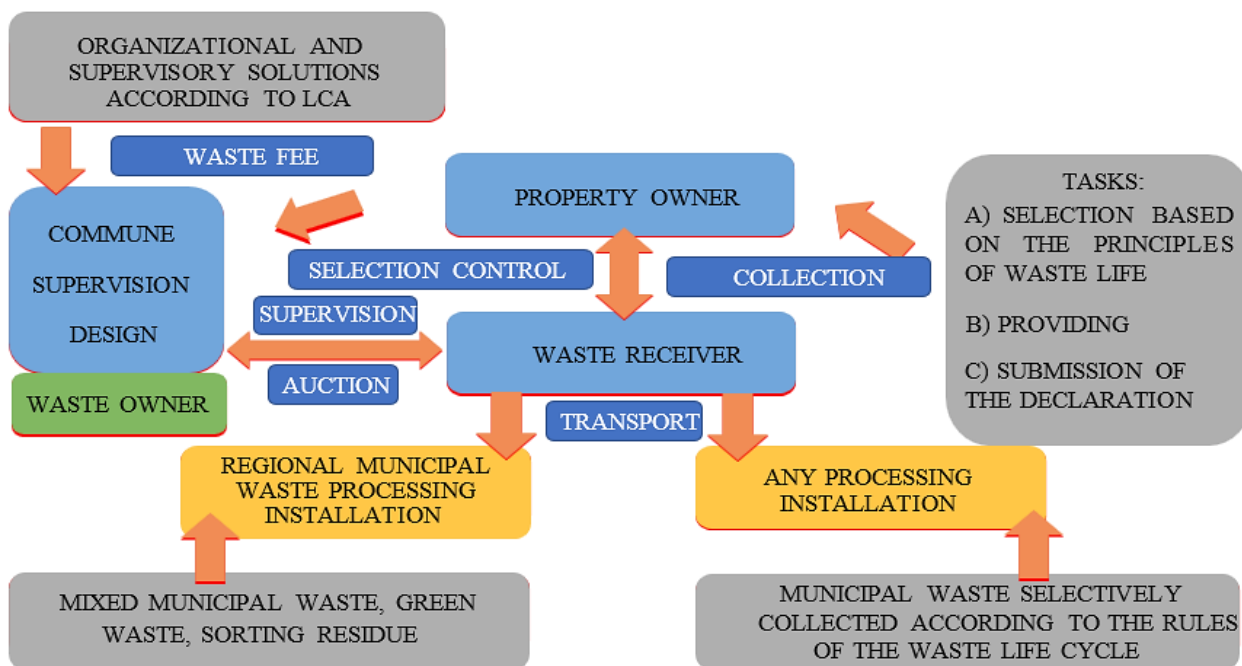 ORGANIZATIONAL AND
SUPERVISORY SOLUTIONS
ACCORDING TO LCA
WASTE FEE
PROPERTY OWNER
COMMUNE
SUPERVISION
DESIGN
WASTE OWNER
SELECTION CONTROL
COLLECTION
SUPERVISION
AUCTION
WASTE RECEIVER
TRANSPORT
TASKS:
A) SELECTION BASED
ON THE PRINCIPLES
OF WASTE LIFE
B) PROVIDING
C) SUBMISSION OF
THE DECLARATION
REGIONAL MUNICIPAL
WASTE PROCESSING
INSTALLATION
ANY PROCESSING
INSTALLATION
MIXED MUNICIPAL WASTE, GREEN
WASTE, SORTING RESIDUE
MUNICIPAL WASTE SELECTIVELY
COLLECTED ACCORDING TO THE RULES
OF THE WASTE LIFE CYCLE